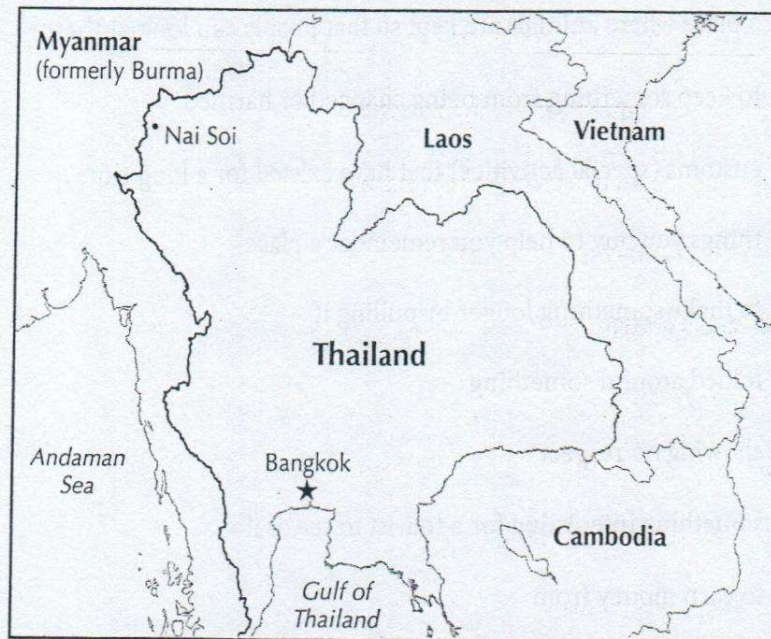 Myanmar
(formerly Burma)
Nai Soi
Laos
Vietnam
Thailand
Andaman
Sea
Bangkok
Cambodia
Gulf of
Thailand